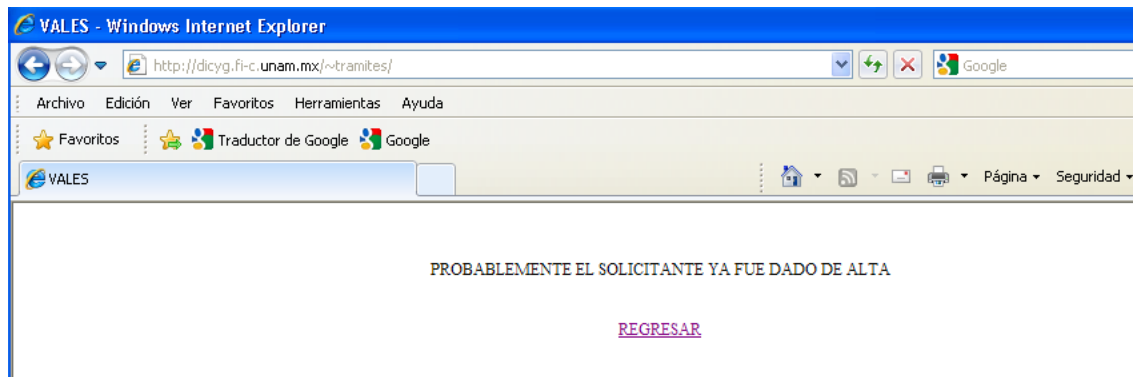 VALES - Windows Internet Explorer
http://dicyg.fi-c.unam.mx/~tramites/
Google
Archivo Edición Ver Favoritos Herramientas Ayuda
Favoritos Traductor de Google Google
VALES Página Seguridad
PROBABLEMENTE EL SOLICITANTE YA FUE DADO DE ALTA
REGRESAR